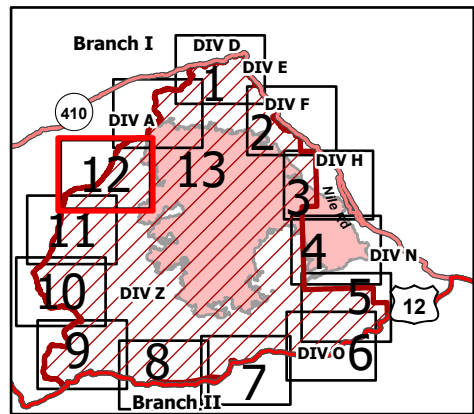 Branch I
DIV D
DIV E
1
410
DIV A
DIV F
2
12
13
DIV H
3
Nile Rd
11
4
DIV N
10
DIV Z
5
12
9
8
DIV O
6
7
Branch II